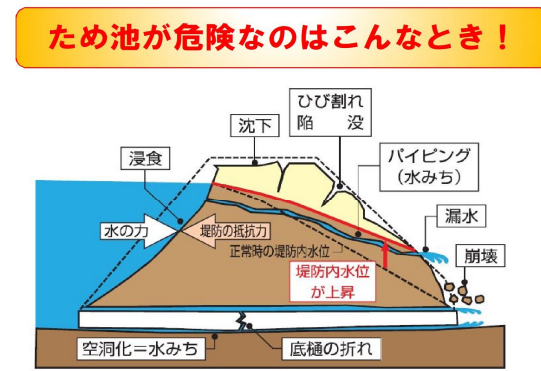 ため池が危険なのはこんなとき！
ひび割れ
陥　没
沈下
パイピング
（水みち）
浸食
漏水
水の力
堤防の抵抗力
正常時の堤防内水位
崩壊
堤防内水位
が上昇
空洞化＝水みち
底樋の折れ